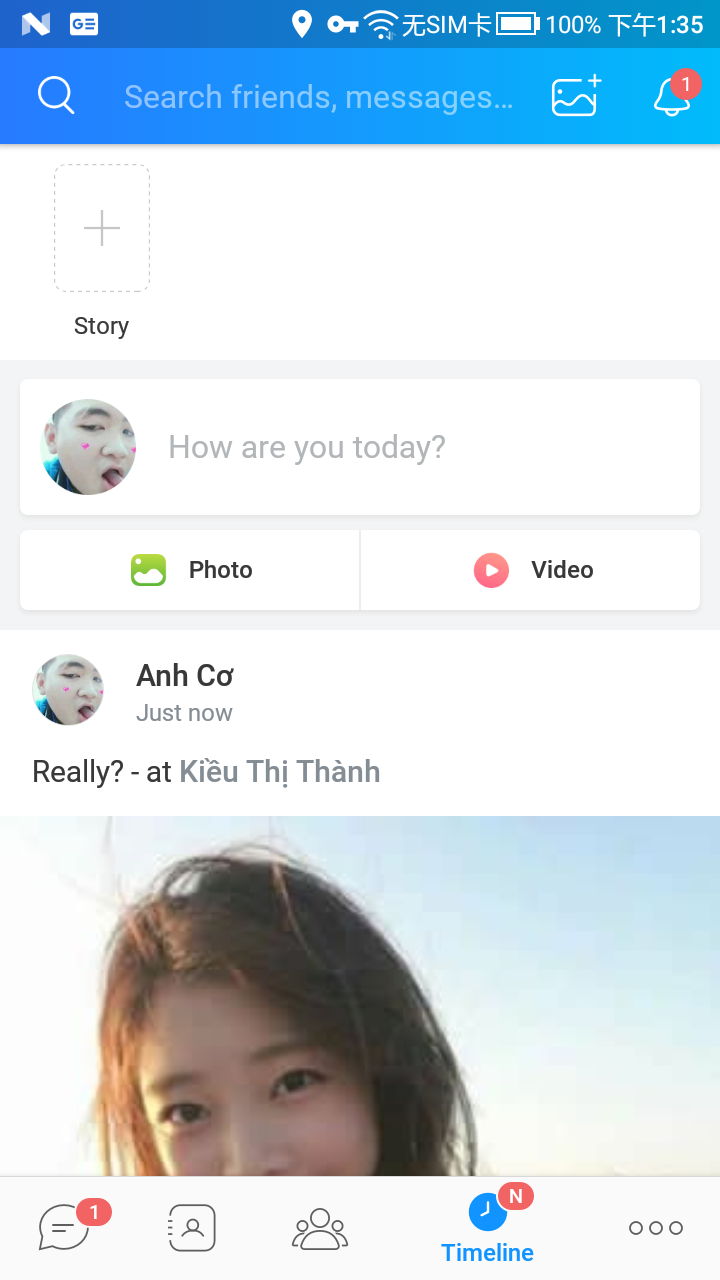 无SIM卡 100% 下午1:35
Search friends, messages...
1
Story
How are you today?
Photo
Video
Anh Cơ
Just now
Really? - at Kiều Thị Thành
1
N
Timeline